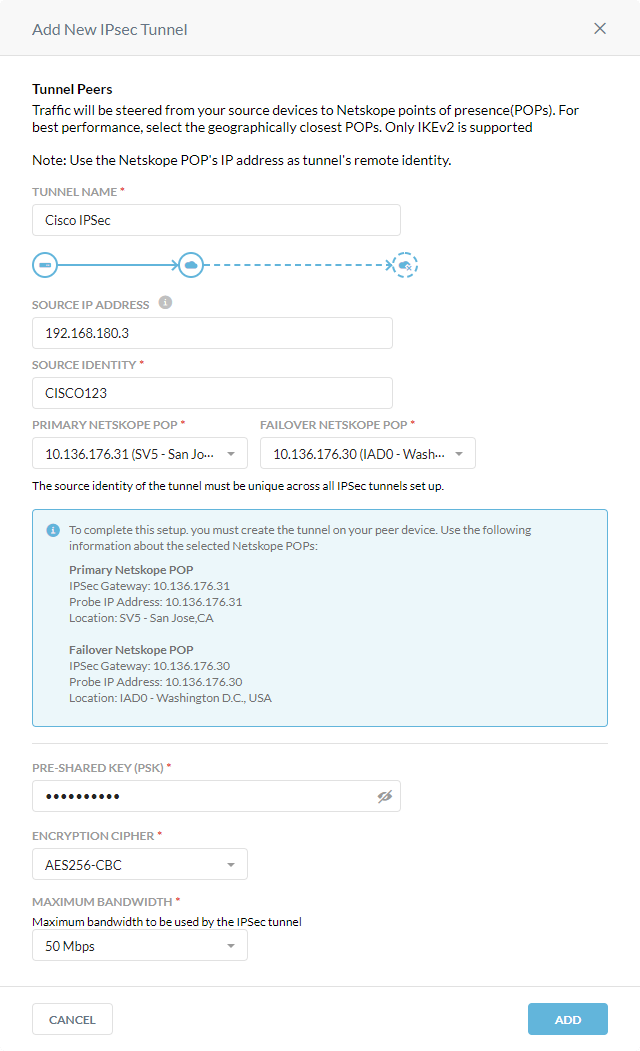 Add New IPsec Tunnel
Tunnel Peers
Traffic will be steered from your source devices to Netskope points of presence(POPs). For
best performance, select the geographically closest POPs. Only IKEv2 is supported
Note: Use the Netskope POP's IP address as tunnel's remote identity.
TUNNEL NAME *
Cisco IPSec
SOURCE IP ADDRESS i
192.168.180.3
SOURCE IDENTITY *
CISCO123
PRIMARY NETSKOPE POP * FAILOVER NETSKOPE POP *
10.136.176.31 (SV5 - San Jo... 10.136.176.30 (IAD0 - Wash...
The source identity of the tunnel must be unique across all IPSec tunnels set up.
To complete this setup. you must create the tunnel on your peer device. Use the following
information about the selected Netskope POPs:
Primary Netskope POP
IPSec Gateway: 10.136.176.31
Probe IP Address: 10.136.176.31
Location: SV5 - San Jose,CA
Failover Netskope POP
IPSec Gateway: 10.136.176.30
Probe IP Address: 10.136.176.30
Location: IAD0 - Washington D.C., USA
PRE-SHARED KEY (PSK) *
••••••••••
ENCRYPTION CIPHER *
AES256-CBC
MAXIMUM BANDWIDTH *
Maximum bandwidth to be used by the IPSec tunnel
50 Mbps
CANCEL ADD